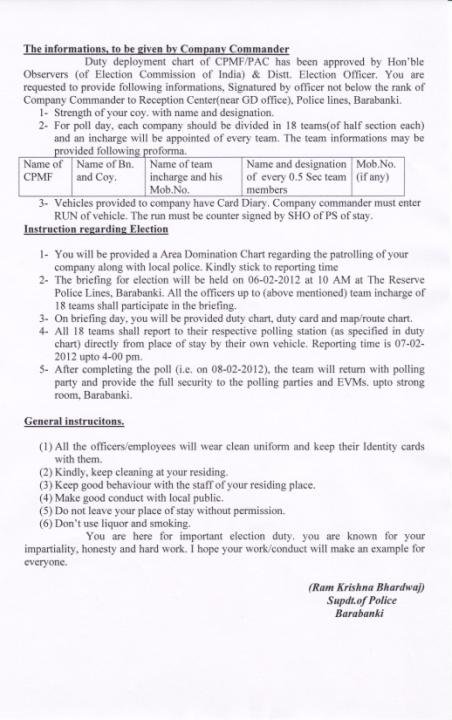 The informations, to be given by Company Commander
Duty deployment chart of CPMF/PAC has been approved by Hon'ble
Observers (of Election Commission of India) & Distt. Election Officer. You are
requested to provide following informations, Signatured by officer not below the rank of
Company Commander to Reception Center(near GD office), Police lines, Barabanki.
1- Strength of your coy. with name and designation.
2- For poll day, each company should be divided in 18 teams(of half section each)
and an incharge will be appointed of every team. The team informations may be
provided following proforma.
Name of CPMF | Name of Bn. and Coy. | Name of team incharge and his Mob.No. | Name and designation of every 0.5 Sec team members | Mob.No. (if any)
3- Vehicles provided to company have Card Diary. Company commander must enter
RUN of vehicle. The run must be counter signed by SHO of PS of stay.
Instruction regarding Election
1- You will be provided a Area Domination Chart regarding the patrolling of your
company along with local police. Kindly stick to reporting time
2- The briefing for election will be held on 06-02-2012 at 10 AM at The Reserve
Police Lines, Barabanki. All the officers up to (above mentioned) team incharge of
18 teams shall participate in the briefing.
3- On briefing day, you will be provided duty chart, duty card and map/route chart.
4- All 18 teams shall report to their respective polling station (as specified in duty
chart) directly from place of stay by their own vehicle. Reporting time is 07-02-
2012 upto 4-00 pm.
5- After completing the poll (i.e. on 08-02-2012), the team will return with polling
party and provide the full security to the polling parties and EVMs. upto strong
room, Barabanki.
General instrucitons.
(1) All the officers/employees will wear clean uniform and keep their Identity cards
with them.
(2) Kindly, keep cleaning at your residing.
(3) Keep good behaviour with the staff of your residing place.
(4) Make good conduct with local public.
(5) Do not leave your place of stay without permission.
(6) Don't use liquor and smoking.
You are here for important election duty. you are known for your
impartiality, honesty and hard work. I hope your work/conduct will make an example for
everyone.
(Ram Krishna Bhardwaj)
Supdt.of Police
Barabanki